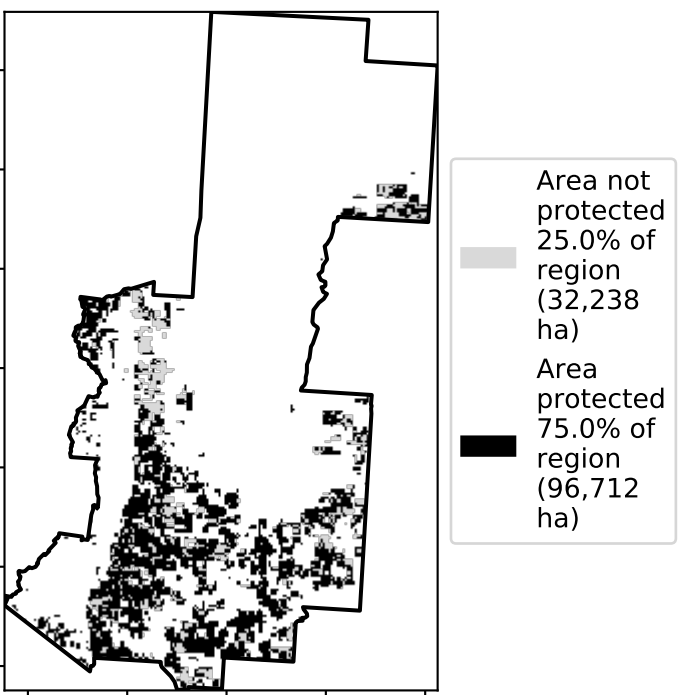 Area not
protected
25.0% of
region
(32,238
ha)
Area
protected
75.0% of
region
(96,712
ha)